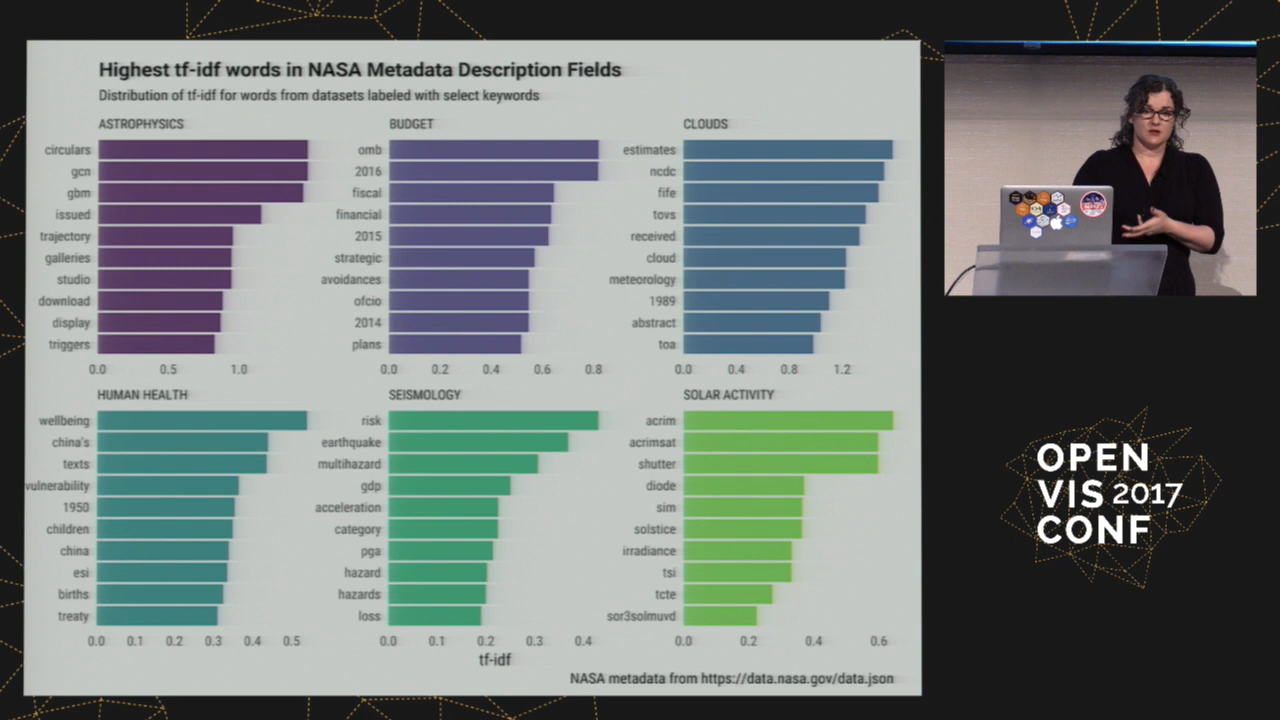 Highest tf-idf words in NASA Metadata Description Fields
Distribution of tf-idf for words from datasets labeled with select keywords
ASTROPHYSICS
circulars
gcn
gbm
issued
trajectory
galleries
studio
download
display
triggers
0.0 0.5 1.0
BUDGET
omb
2016
fiscal
financial
2015
strategic
avoidances
ofcio
2014
plans
0.0 0.2 0.4 0.6 0.8
CLOUDS
estimates
ncdc
fife
tovs
received
cloud
meteorology
1989
abstract
toa
0.0 0.4 0.8 1.2
HUMAN HEALTH
wellbeing
china's
texts
vulnerability
1950
children
china
esi
births
treaty
0.0 0.1 0.2 0.3 0.4 0.5
SEISMOLOGY
risk
earthquake
multihazard
gdp
acceleration
category
pga
hazard
hazards
loss
0.0 0.1 0.2 0.3 0.4
SOLAR ACTIVITY
acrim
acrimsat
shutter
diode
sim
solstice
irradiance
tsi
tcte
sor3solmuvd
0.0 0.2 0.4 0.6
tf-idf
NASA metadata from https://data.nasa.gov/data.json
OPEN
VIS 2017
CONF